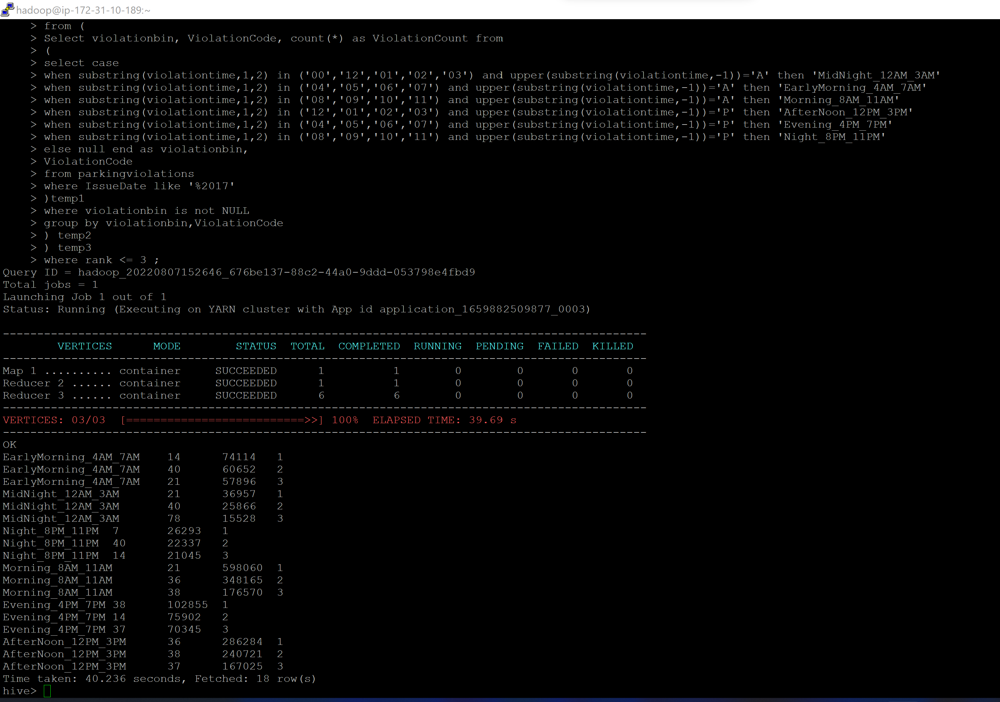 hadoop@ip-172-31-10-189:~
> from (
> Select violationbin, ViolationCode, count(*) as ViolationCount from
> (
> select case
> when substring(violationtime,1,2) in ('00','12','01','02','03') and upper(substring(violationtime,-1))='A' then 'MidNight_12AM_3AM'
> when substring(violationtime,1,2) in ('04','05','06','07') and upper(substring(violationtime,-1))='A' then 'EarlyMorning_4AM_7AM'
> when substring(violationtime,1,2) in ('08','09','10','11') and upper(substring(violationtime,-1))='A' then 'Morning_8AM_11AM'
> when substring(violationtime,1,2) in ('12','01','02','03') and upper(substring(violationtime,-1))='P' then 'AfterNoon_12PM_3PM'
> when substring(violationtime,1,2) in ('04','05','06','07') and upper(substring(violationtime,-1))='P' then 'Evening_4PM_7PM'
> when substring(violationtime,1,2) in ('08','09','10','11') and upper(substring(violationtime,-1))='P' then 'Night_8PM_11PM'
> else null end as violationbin,
> ViolationCode
> from parkingviolations
> where IssueDate like '%2017'
> )temp1
> where violationbin is not NULL
> group by violationbin,ViolationCode
> ) temp2
> ) temp3
> where rank <= 3 ;
Query ID = hadoop_20220807152646_676be137-88c2-44a0-9ddd-053798e4fbd9
Total jobs = 1
Launching Job 1 out of 1
Status: Running (Executing on YARN cluster with App id application_1659882509877_0003)
----------------------------------------------------------------------------------------------
VERTICES MODE STATUS TOTAL COMPLETED RUNNING PENDING FAILED KILLED
----------------------------------------------------------------------------------------------
Map 1 .......... container SUCCEEDED 1 1 0 0 0 0
Reducer 2 ...... container SUCCEEDED 1 1 0 0 0 0
Reducer 3 ...... container SUCCEEDED 6 6 0 0 0 0
----------------------------------------------------------------------------------------------
VERTICES: 03/03 [==========================>>] 100% ELAPSED TIME: 39.69 s
----------------------------------------------------------------------------------------------
OK
EarlyMorning_4AM_7AM 14 74114 1
EarlyMorning_4AM_7AM 40 60652 2
EarlyMorning_4AM_7AM 21 57896 3
MidNight_12AM_3AM 21 36957 1
MidNight_12AM_3AM 40 25866 2
MidNight_12AM_3AM 78 15528 3
Night_8PM_11PM 7 26293 1
Night_8PM_11PM 40 22337 2
Night_8PM_11PM 14 21045 3
Morning_8AM_11AM 21 598060 1
Morning_8AM_11AM 36 348165 2
Morning_8AM_11AM 38 176570 3
Evening_4PM_7PM 38 102855 1
Evening_4PM_7PM 14 75902 2
Evening_4PM_7PM 37 70345 3
AfterNoon_12PM_3PM 36 286284 1
AfterNoon_12PM_3PM 38 240721 2
AfterNoon_12PM_3PM 37 167025 3
Time taken: 40.236 seconds, Fetched: 18 row(s)
hive>